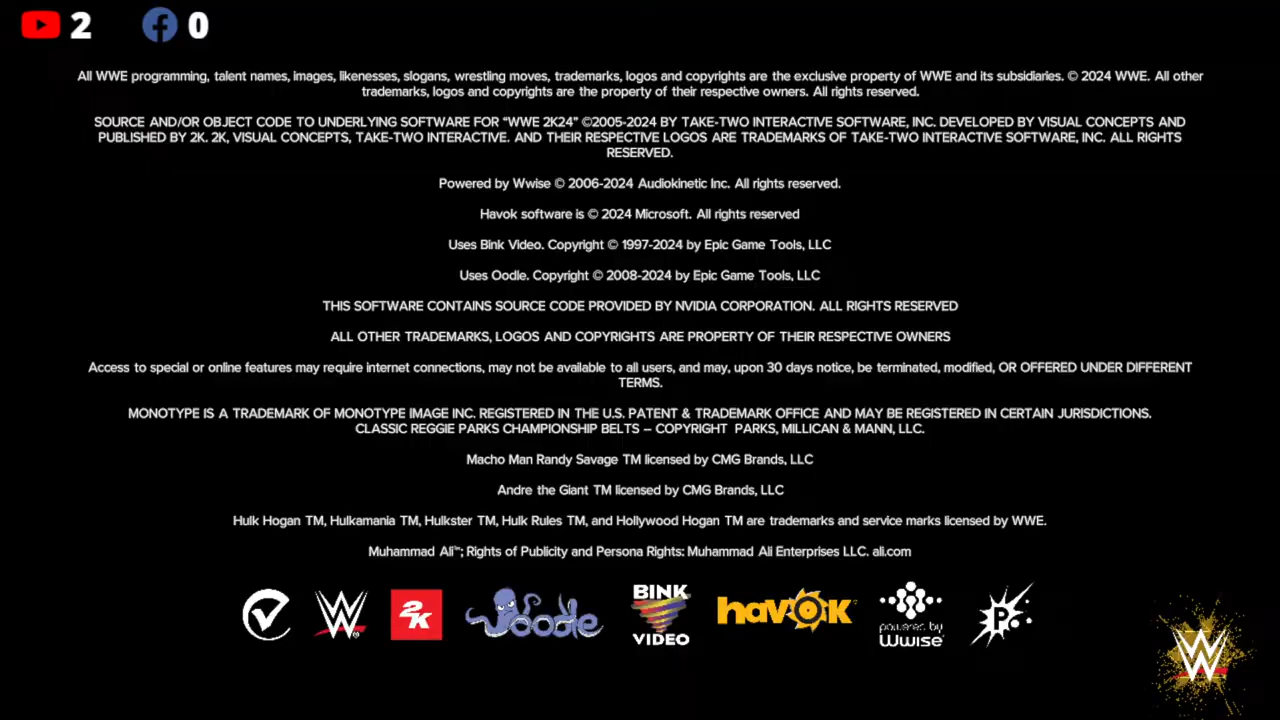 2 0
All WWE programming, talent names, images, likenesses, slogans, wrestling moves, trademarks, logos and copyrights are the exclusive property of WWE and its subsidiaries. © 2024 WWE. All other
trademarks, logos and copyrights are the property of their respective owners. All rights reserved.
SOURCE AND/OR OBJECT CODE TO UNDERLYING SOFTWARE FOR “WWE 2K24” ©2005-2024 BY TAKE-TWO INTERACTIVE SOFTWARE, INC. DEVELOPED BY VISUAL CONCEPTS AND
PUBLISHED BY 2K. 2K, VISUAL CONCEPTS, TAKE-TWO INTERACTIVE. AND THEIR RESPECTIVE LOGOS ARE TRADEMARKS OF TAKE-TWO INTERACTIVE SOFTWARE, INC. ALL RIGHTS
RESERVED.
Powered by Wwise © 2006-2024 Audiokinetic Inc. All rights reserved.
Havok software is © 2024 Microsoft. All rights reserved
Uses Bink Video. Copyright © 1997-2024 by Epic Game Tools, LLC
Uses Oodle. Copyright © 2008-2024 by Epic Game Tools, LLC
THIS SOFTWARE CONTAINS SOURCE CODE PROVIDED BY NVIDIA CORPORATION. ALL RIGHTS RESERVED
ALL OTHER TRADEMARKS, LOGOS AND COPYRIGHTS ARE PROPERTY OF THEIR RESPECTIVE OWNERS
Access to special or online features may require internet connections, may not be available to all users, and may, upon 30 days notice, be terminated, modified, OR OFFERED UNDER DIFFERENT
TERMS.
MONOTYPE IS A TRADEMARK OF MONOTYPE IMAGE INC. REGISTERED IN THE U.S. PATENT & TRADEMARK OFFICE AND MAY BE REGISTERED IN CERTAIN JURISDICTIONS.
CLASSIC REGGIE PARKS CHAMPIONSHIP BELTS – COPYRIGHT PARKS, MILLICAN & MANN, LLC.
Macho Man Randy Savage TM licensed by CMG Brands, LLC
Andre the Giant TM licensed by CMG Brands, LLC
Hulk Hogan TM, Hulkamania TM, Hulkster TM, Hulk Rules TM, and Hollywood Hogan TM are trademarks and service marks licensed by WWE.
Muhammad Ali™; Rights of Publicity and Persona Rights: Muhammad Ali Enterprises LLC. ali.com
W 2K Oodle BINK VIDEO havok powered by Wwise P
W